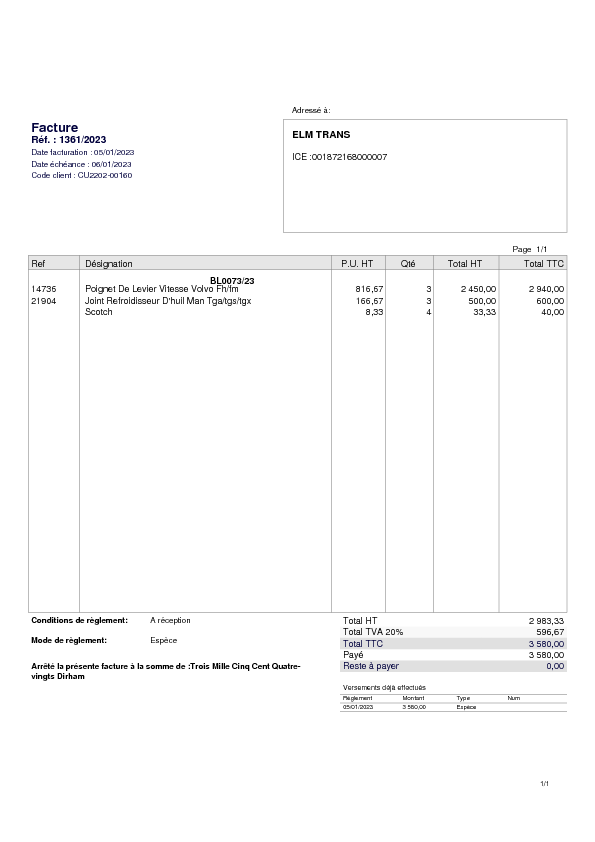 Adressé à:
Facture
Réf. : 1361/2023
Date facturation : 05/01/2023
Date échéance : 06/01/2023
Code client : CU2202-00160
ELM TRANS
ICE :001872168000007
Page 1/1
Ref Désignation P.U. HT Qté Total HT Total TTC
BL0073/23
14736 Poignet De Levier Vitesse Volvo Fh/fm 816,67 3 2 450,00 2 940,00
21904 Joint Refroidisseur D'huil Man Tga/tgs/tgx 166,67 3 500,00 600,00
Scotch 8,33 4 33,33 40,00
Conditions de règlement: A réception
Mode de règlement: Espèce
Arrêté la présente facture à la somme de :Trois Mille Cinq Cent Quatre-
vingts Dirham
Total HT 2 983,33
Total TVA 20% 596,67
Total TTC 3 580,00
Payé 3 580,00
Reste à payer 0,00
Versements déjà effectués
Règlement Montant Type Num
05/01/2023 3 580,00 Espèce
1/1